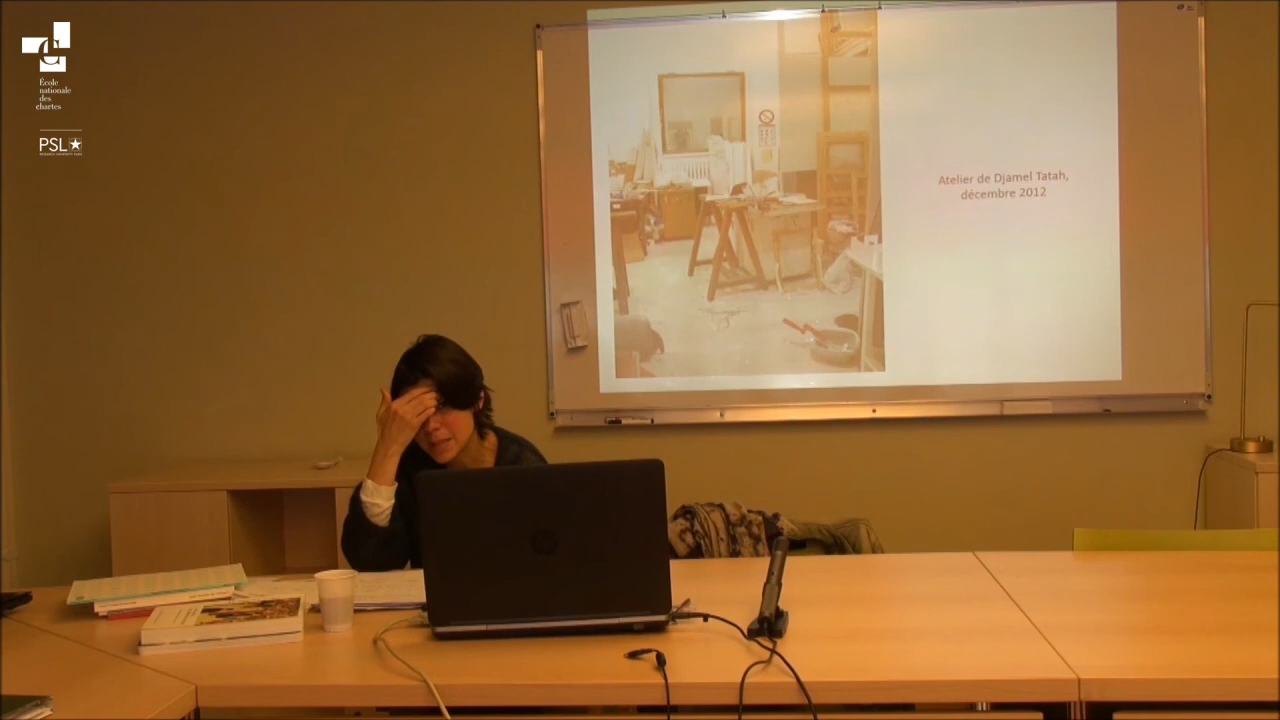 École
nationale
des
chartes
PSL
Atelier de Djamel Tatah,
décembre 2012